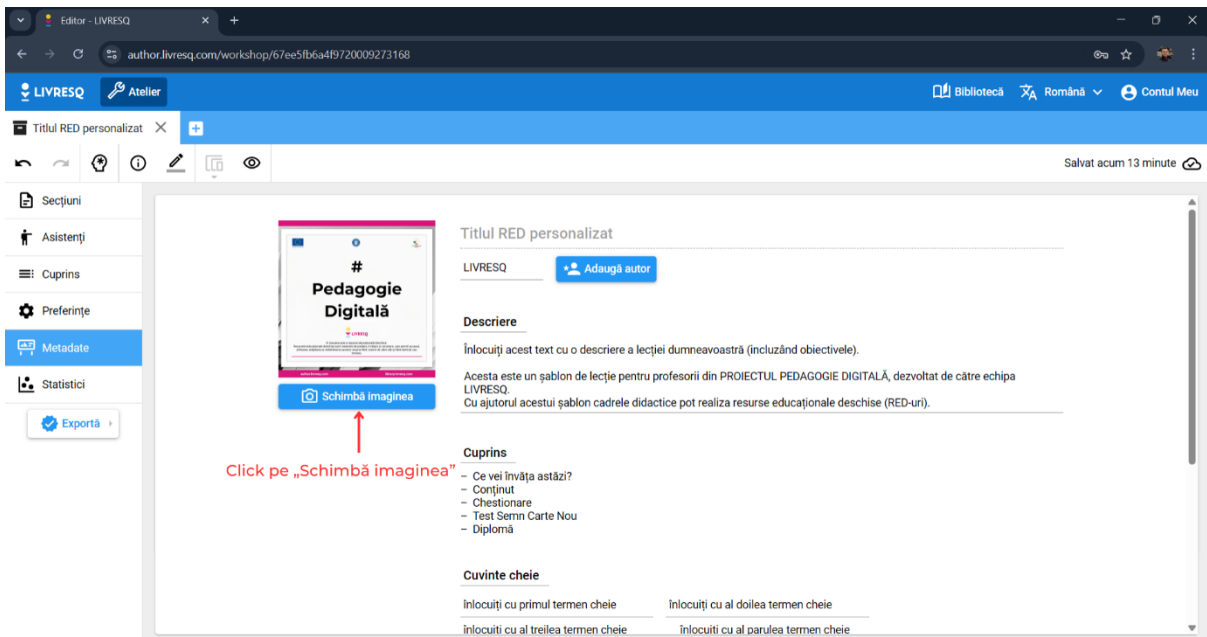 Editor - LIVRESQ
author.livresq.com/workshop/67ee5fb6a4f9720009273168
LIVRESQ Atelier Bibliotecă Română Contul Meu
Titlul RED personalizat
Salvat acum 13 minute
Secțiuni
Asistenți
Cuprins
Preferințe
Metadate
Statistici
Exportă
#
Pedagogie
Digitală
LIVRESQ
Schimbă imaginea
Click pe „Schimbă imaginea”
Titlul RED personalizat
LIVRESQ Adaugă autor
Descriere
Înlocuiți acest text cu o descriere a lecției dumneavoastră (incluzând obiectivele).
Acesta este un șablon de lecție pentru profesorii din PROIECTUL PEDAGOGIE DIGITALĂ, dezvoltat de către echipa
LIVRESQ.
Cu ajutorul acestui șablon cadrele didactice pot realiza resurse educaționale deschise (RED-uri).
Cuprins
– Ce vei învăța astăzi?
– Conținut
– Chestionare
– Test Semn Carte Nou
– Diplomă
Cuvinte cheie
înlocuiți cu primul termen cheie înlocuiți cu al doilea termen cheie
înlocuiți cu al treilea termen cheie înlocuiți cu al parulea termen cheie